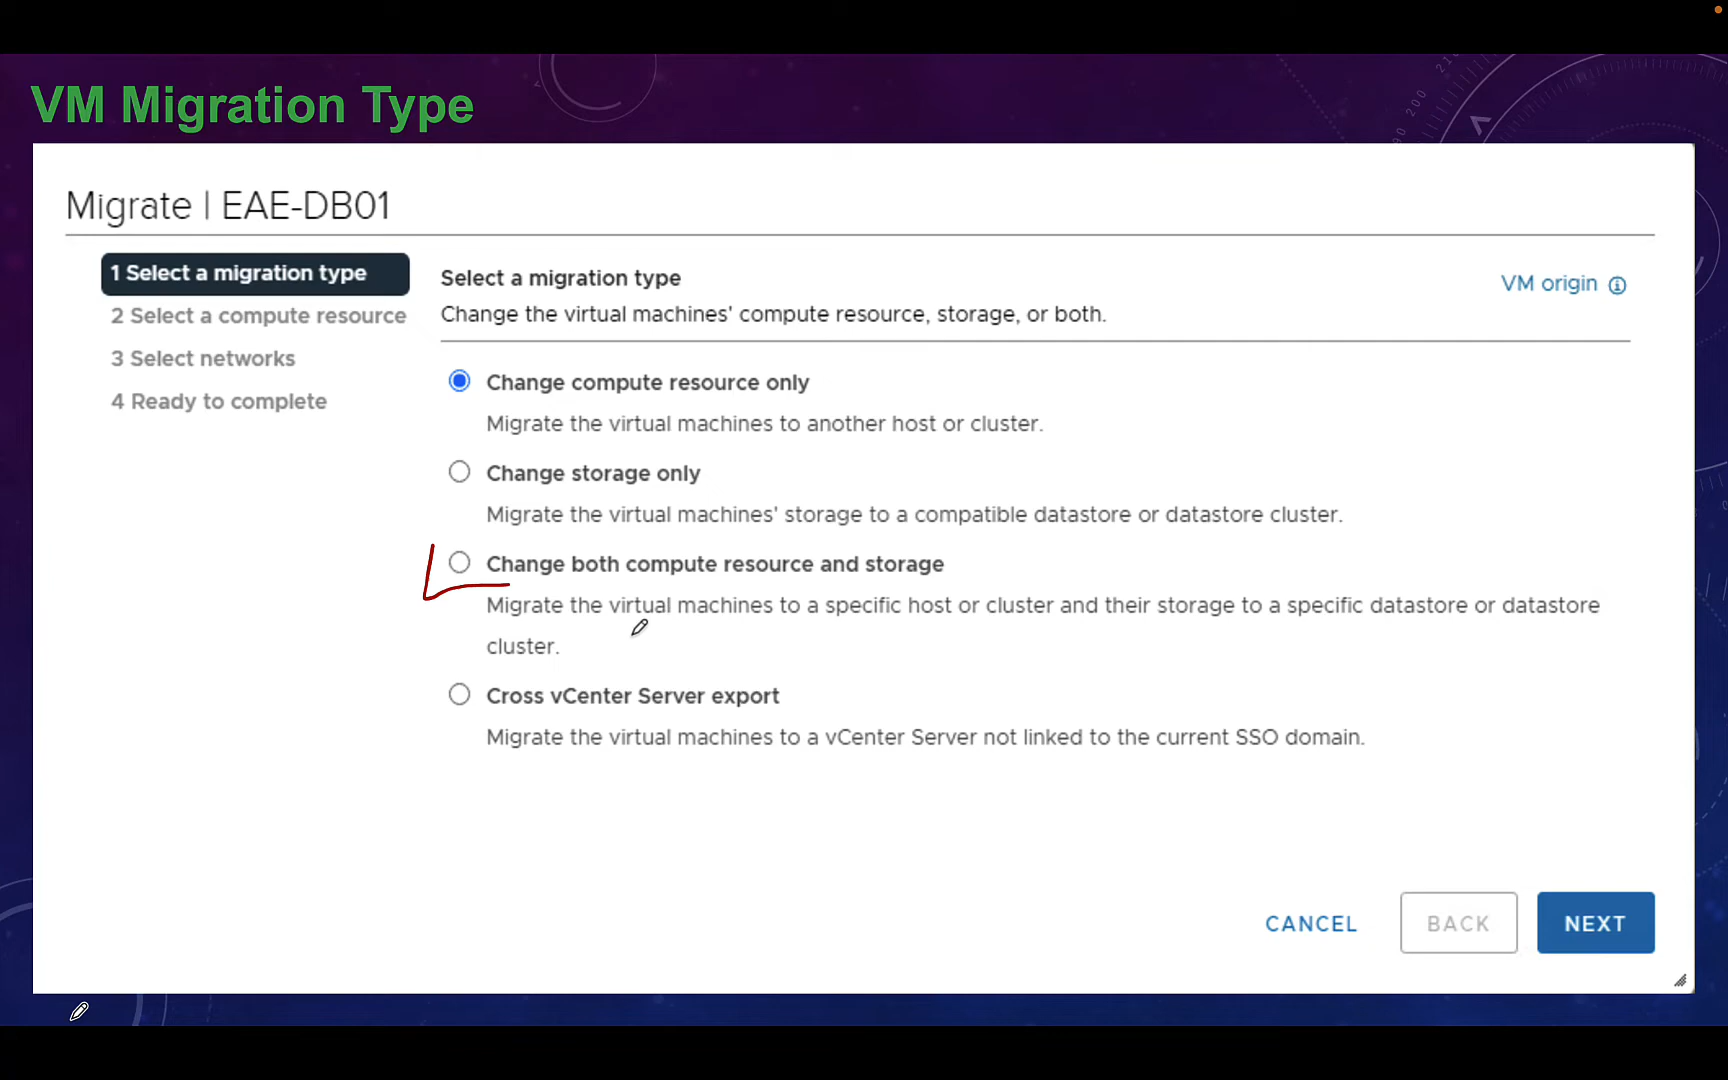 VM Migration Type
Migrate | EAE-DB01
1 Select a migration type
2 Select a compute resource
3 Select networks
4 Ready to complete
Select a migration type
VM origin
Change the virtual machines' compute resource, storage, or both.
Change compute resource only
Migrate the virtual machines to another host or cluster.
Change storage only
Migrate the virtual machines' storage to a compatible datastore or datastore cluster.
Change both compute resource and storage
Migrate the virtual machines to a specific host or cluster and their storage to a specific datastore or datastore
cluster.
Cross vCenter Server export
Migrate the virtual machines to a vCenter Server not linked to the current SSO domain.
CANCEL
BACK
NEXT